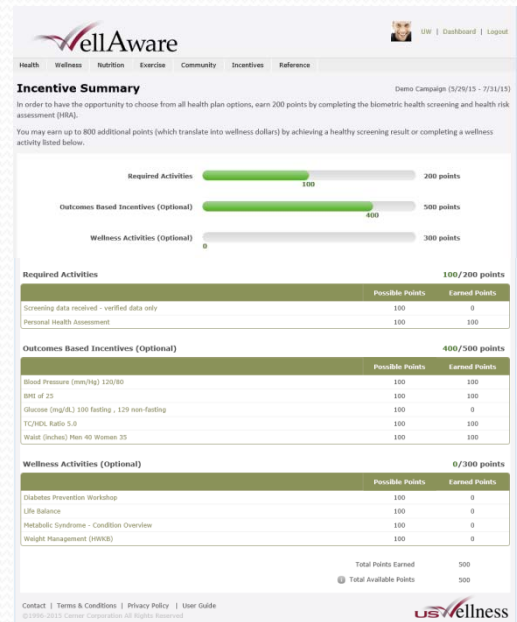 WellAware
UW | Dashboard | Logout
Health Wellness Nutrition Exercise Community Incentives Reference
Incentive Summary
Demo Campaign (5/29/15 - 7/31/15)
In order to have the opportunity to choose from all health plan options, earn 200 points by completing the biometric health screening and health risk
assessment (HRA).
You may earn up to 800 additional points (which translate into wellness dollars) by achieving a healthy screening result or completing a wellness
activity listed below.
Required Activities 200 points
100
Outcomes Based Incentives (Optional) 500 points
400
Wellness Activities (Optional) 300 points
0
Required Activities 100/200 points
Possible Points Earned Points
Screening data received - verified data only 100 0
Personal Health Assessment 100 100
Outcomes Based Incentives (Optional) 400/500 points
Possible Points Earned Points
Blood Pressure (mm/Hg) 120/80 100 100
BMI of 25 100 100
Glucose (mg/dL) 100 fasting , 129 non-fasting 100 0
TC/HDL Ratio 5.0 100 100
Waist (inches) Men 40 Women 35 100 100
Wellness Activities (Optional) 0/300 points
Possible Points Earned Points
Diabetes Prevention Workshop 100 0
Life Balance 100 0
Metabolic Syndrome - Condition Overview 100 0
Weight Management (HWKB) 100 0
Total Points Earned 500
Total Available Points 500
Contact | Terms & Conditions | Privacy Policy | User Guide
©1998-2015 Cerner Corporation All Rights Reserved
US Wellness